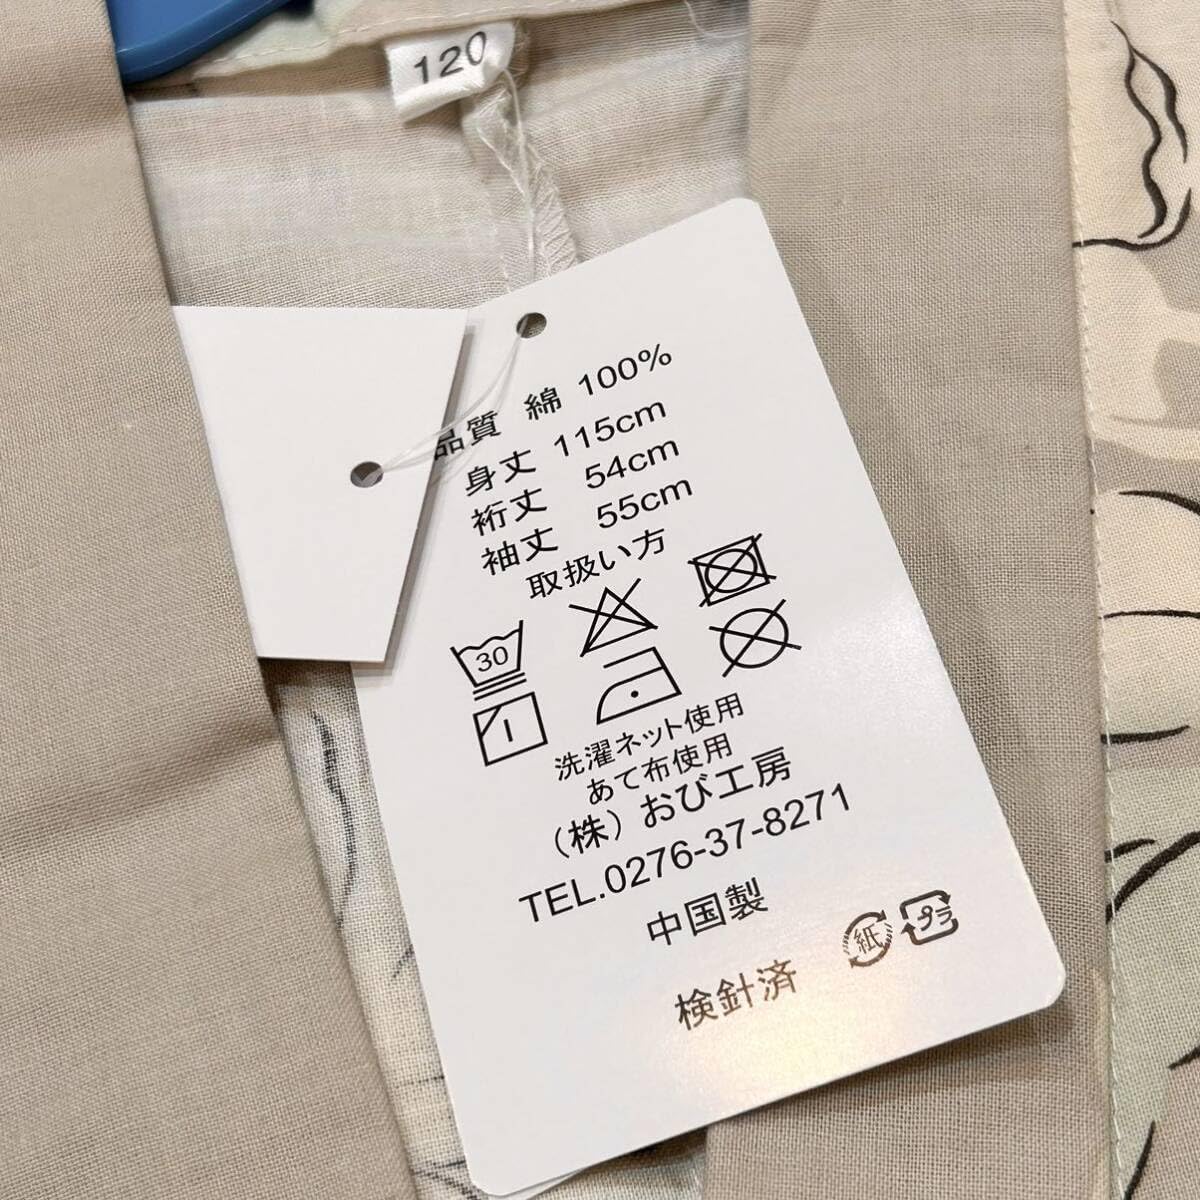 120
品質 綿 100%
身丈 115cm
裄丈 54cm
袖丈 55cm
取扱い方
30
洗濯ネット使用
あて布使用
（株）おび工房
TEL.0276-37-8271
中国製
紙 プラ
検針済